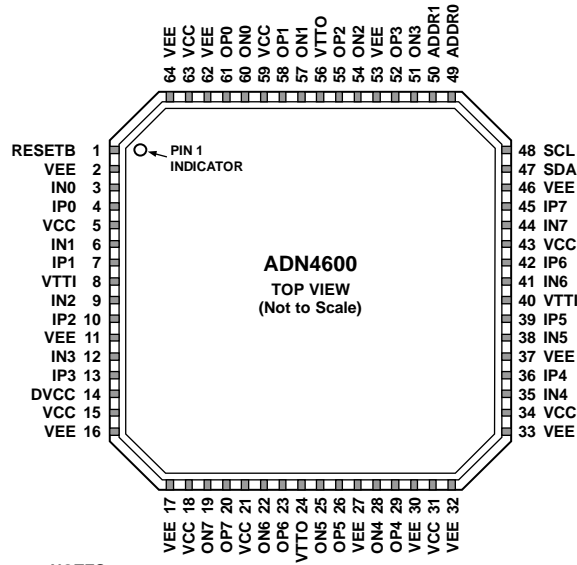 64 VEE
63 VCC
62 VEE
61 OP0
60 ON0
59 VCC
58 OP1
57 ON1
56 VTTO
55 OP2
54 ON2
53 VEE
52 OP3
51 ON3
50 ADDR1
49 ADDR0
RESETB 1
VEE 2
IN0 3
IP0 4
VCC 5
IN1 6
IP1 7
VTTI 8
IN2 9
IP2 10
VEE 11
IN3 12
IP3 13
DVCC 14
VCC 15
VEE 16
PIN 1
INDICATOR
ADN4600
TOP VIEW
(Not to Scale)
48 SCL
47 SDA
46 VEE
45 IP7
44 IN7
43 VCC
42 IP6
41 IN6
40 VTTI
39 IP5
38 IN5
37 VEE
36 IP4
35 IN4
34 VCC
33 VEE
VEE 17
VCC 18
ON7 19
OP7 20
VCC 21
ON6 22
OP6 23
VTTO 24
ON5 25
OP5 26
VEE 27
ON4 28
OP4 29
VEE 30
VCC 31
VEE 32